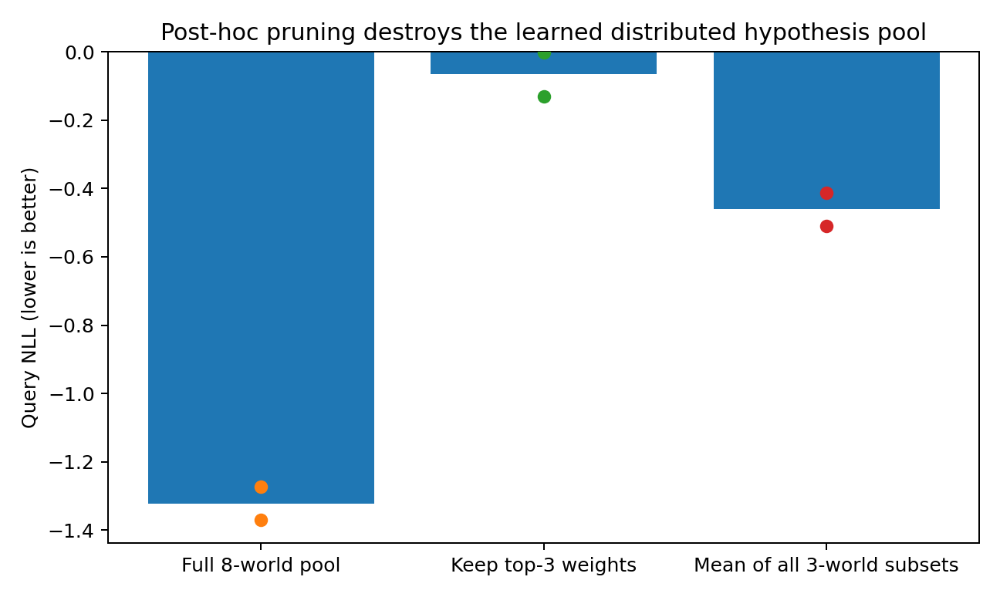 Post-hoc pruning destroys the learned distributed hypothesis pool
0.0
−0.2
−0.4
−0.6
−0.8
−1.0
−1.2
−1.4
Query NLL (lower is better)
Full 8-world pool
Keep top-3 weights
Mean of all 3-world subsets